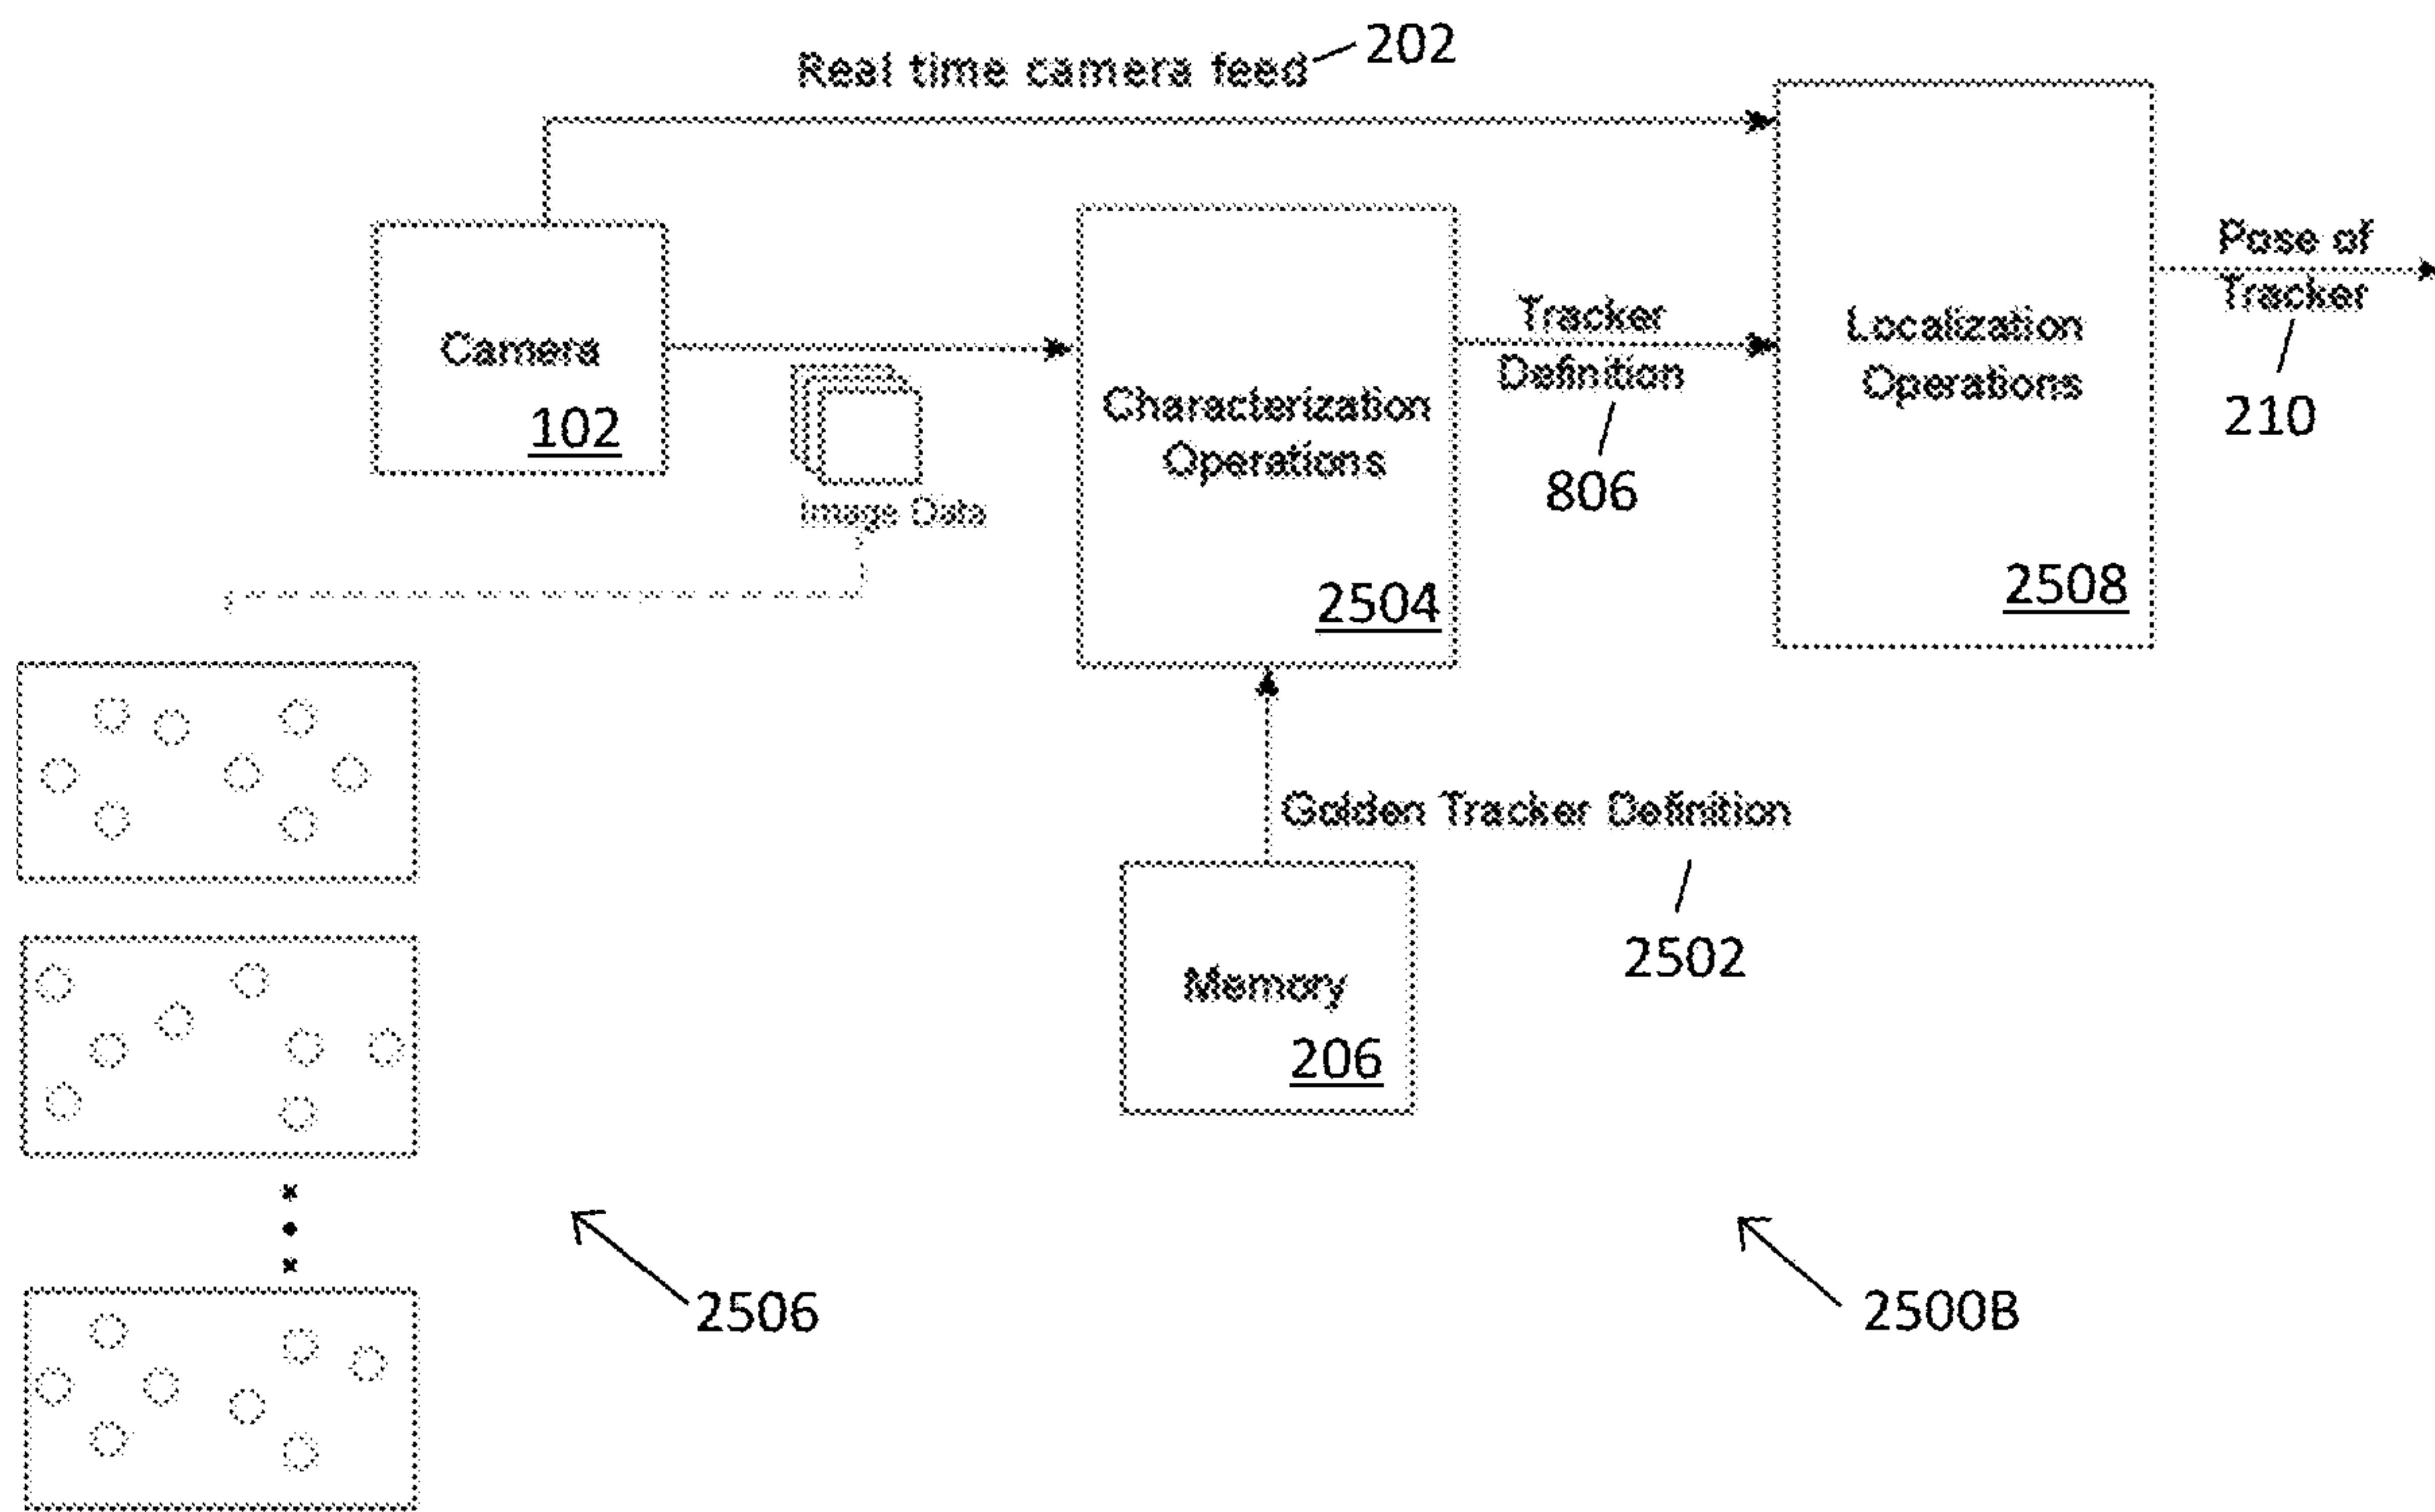 Real time camera feed 202
Camera
102
Image Data
Characterization
Operations
2504
Tracker
Definition
806
Localization
Operations
2508
Pose of
Tracker
210
Golden Tracker Definition
2502
Memory
206
2506
2500B